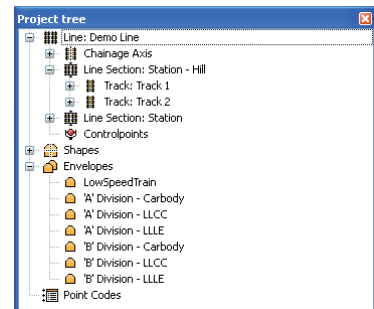 Project tree
Line: Demo Line
Chainage Axis
Line Section: Station - Hill
Track: Track 1
Track: Track 2
Line Section: Station
Controlpoints
Shapes
Envelopes
LowSpeedTrain
'A' Division - Carbody
'A' Division - LLCC
'A' Division - LLLE
'B' Division - Carbody
'B' Division - LLCC
'B' Division - LLLE
Point Codes